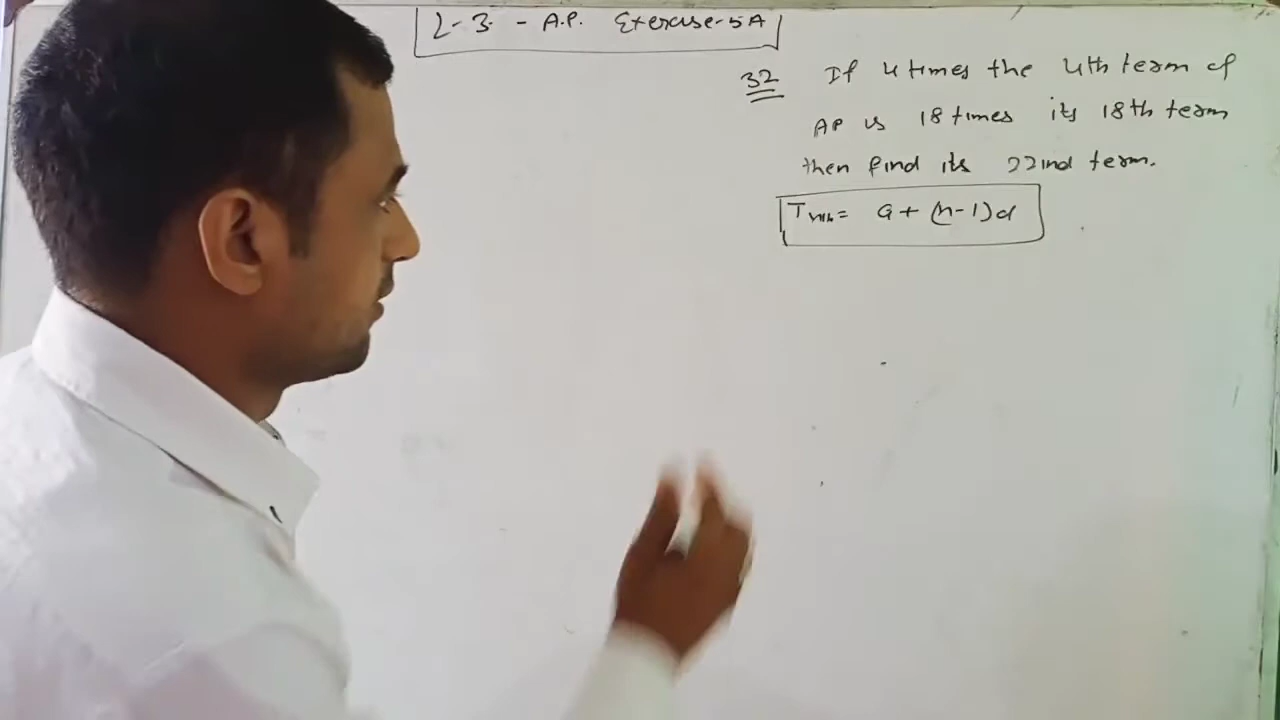 L-3 - A.P. Exercise-5A
32 If 4 times the 4th term of
AP is 18 times its 18th term
then find its 22nd term.
Tnth = a + (n-1)d